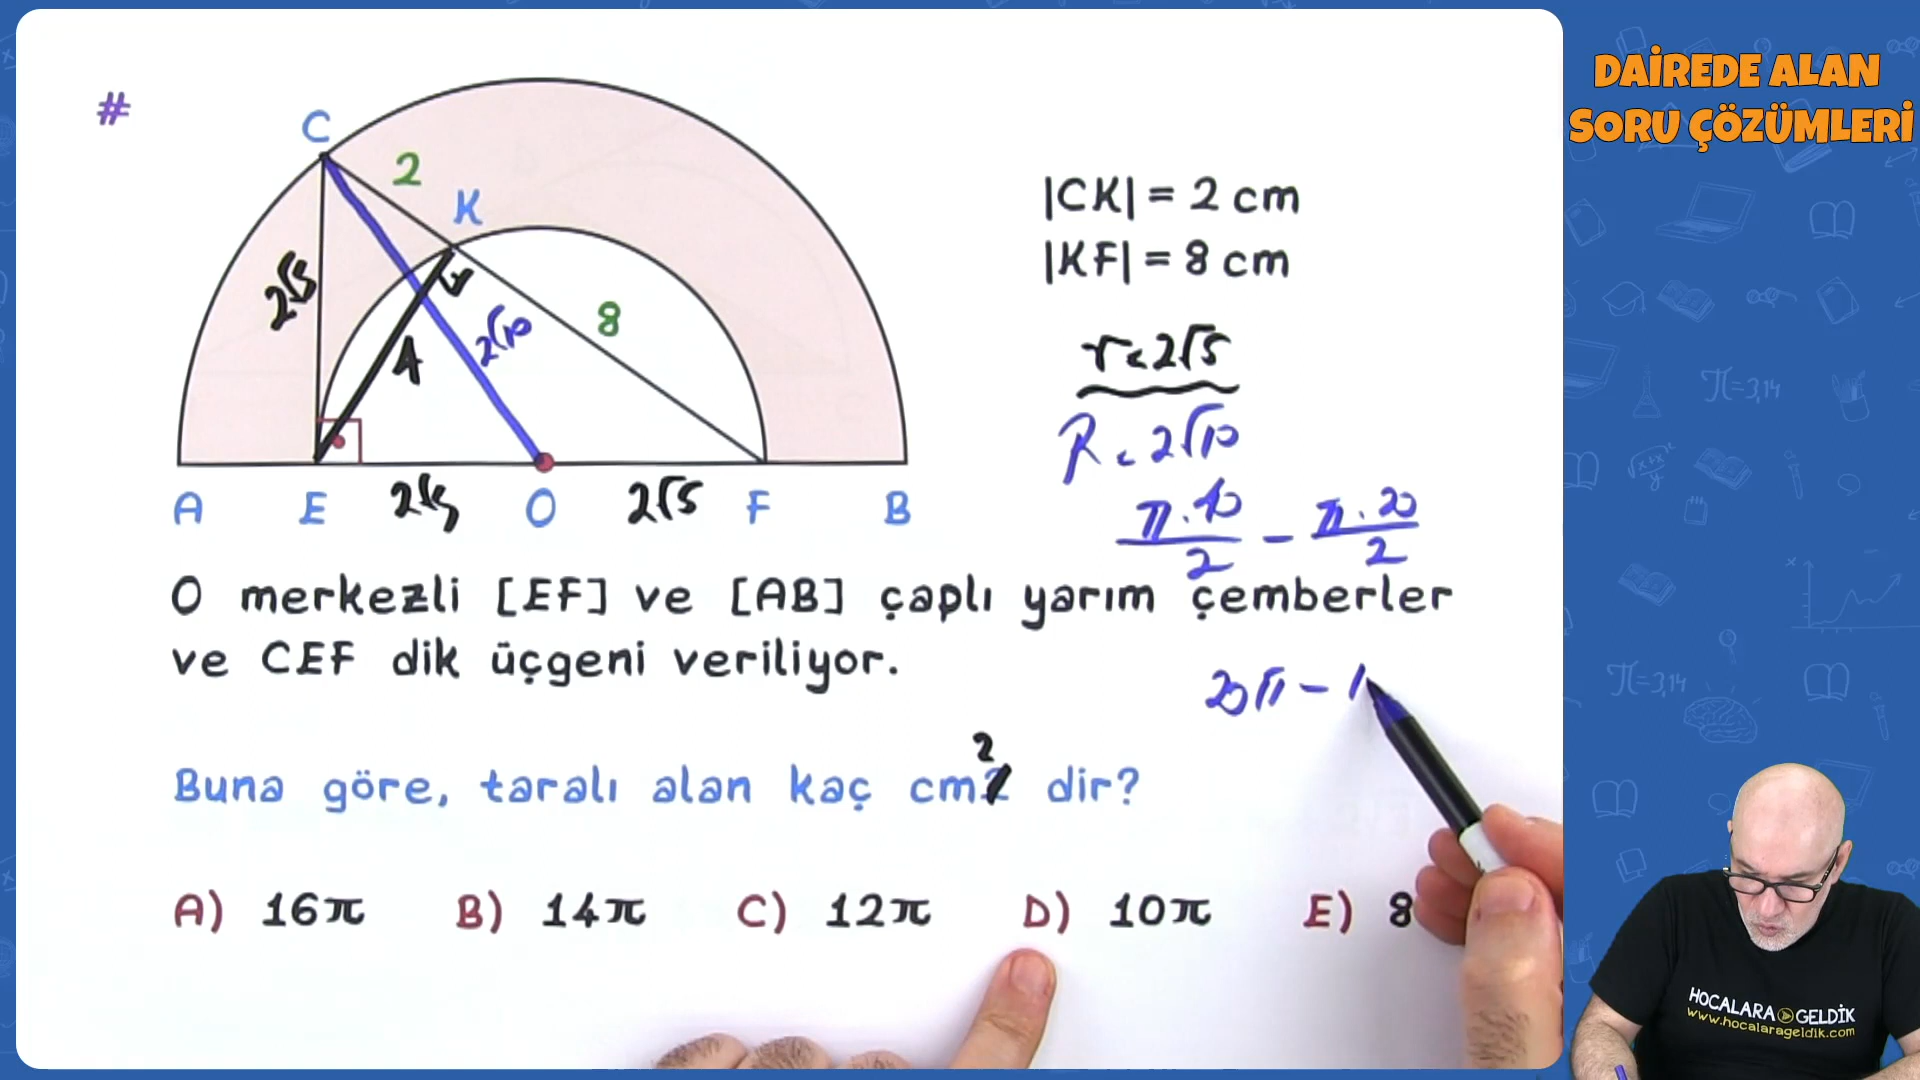 DAİREDE ALAN
SORU ÇÖZÜMLERİ
#
C
2
K
2√5
4
2√10
8
A E 2√5 O 2√5 F B
|CK| = 2 cm
|KF| = 8 cm
r = 2√5
R = 2√10
π.40/2 - π.20/2
O merkezli [EF] ve [AB] çaplı yarım çemberler
ve CEF dik üçgeni veriliyor.
20π - 1
Buna göre, taralı alan kaç cm2 dir?
A) 16π B) 14π C) 12π D) 10π E) 8
HOCALARA GELDİK
www.hocalarageldik.com
π=3,14
π=3,14